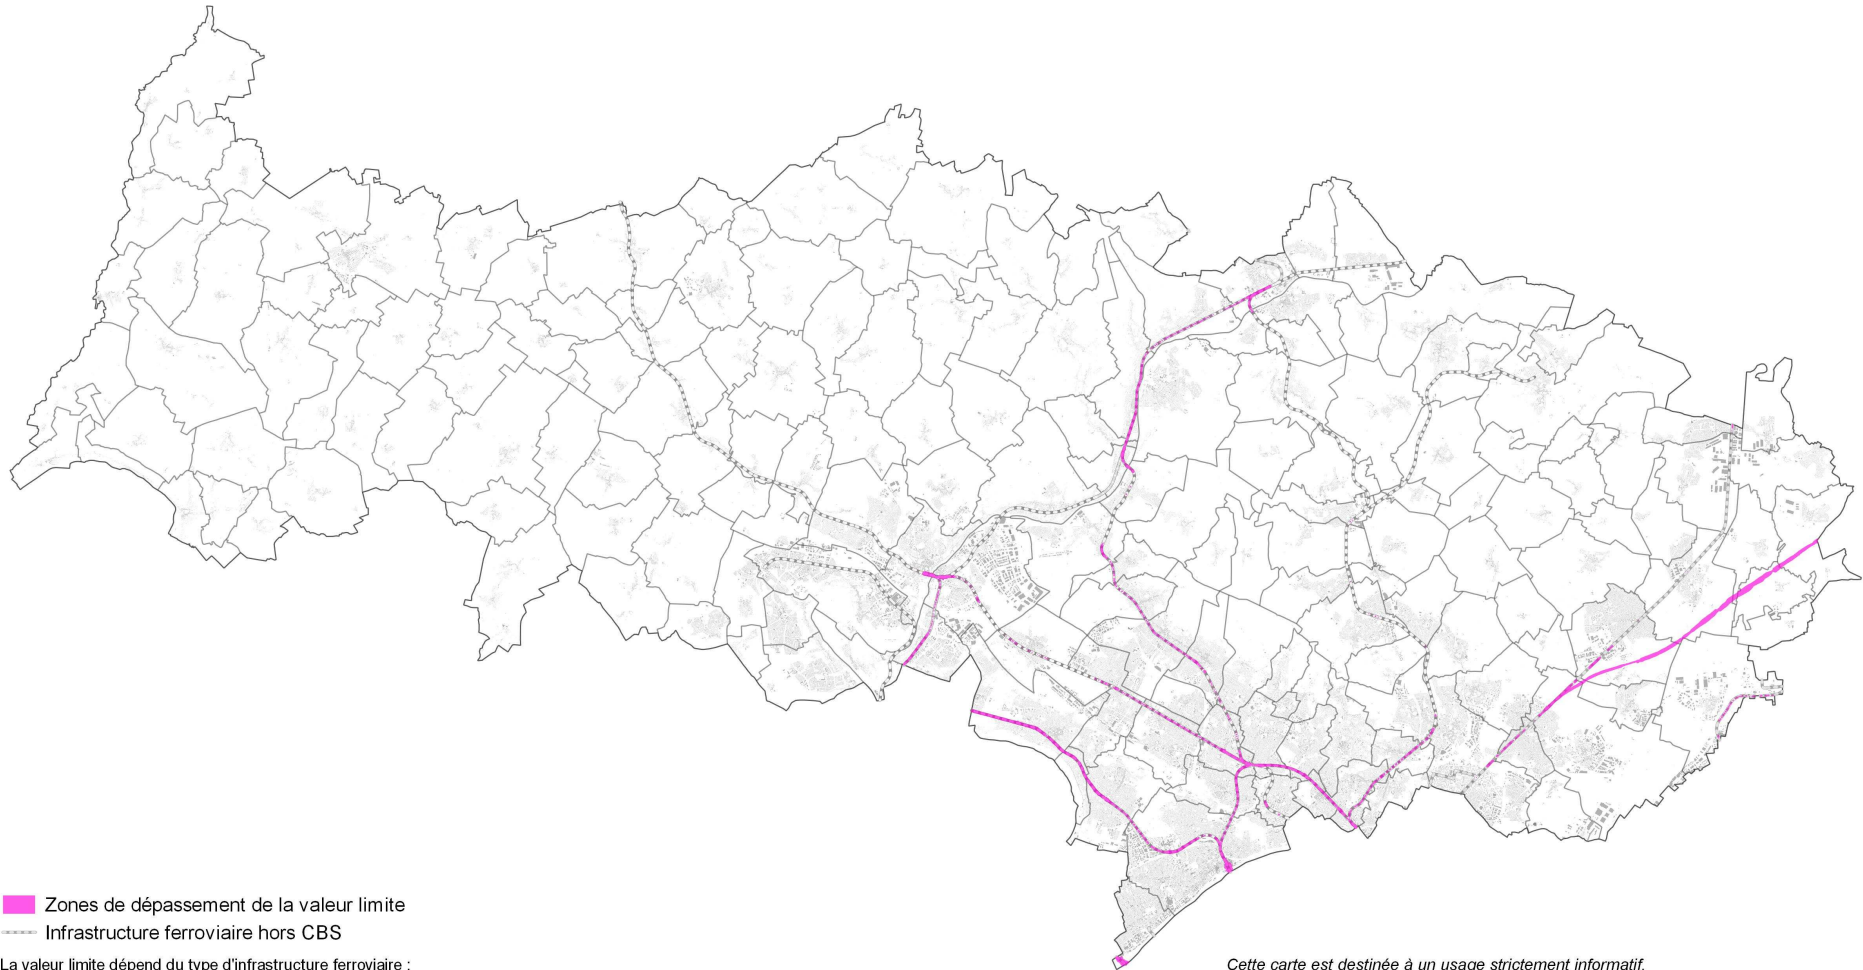 Zones de dépassement de la valeur limite
Infrastructure ferroviaire hors CBS
La valeur limite dépend du type d'infrastructure ferroviaire :
Cette carte est destinée à un usage strictement informatif.